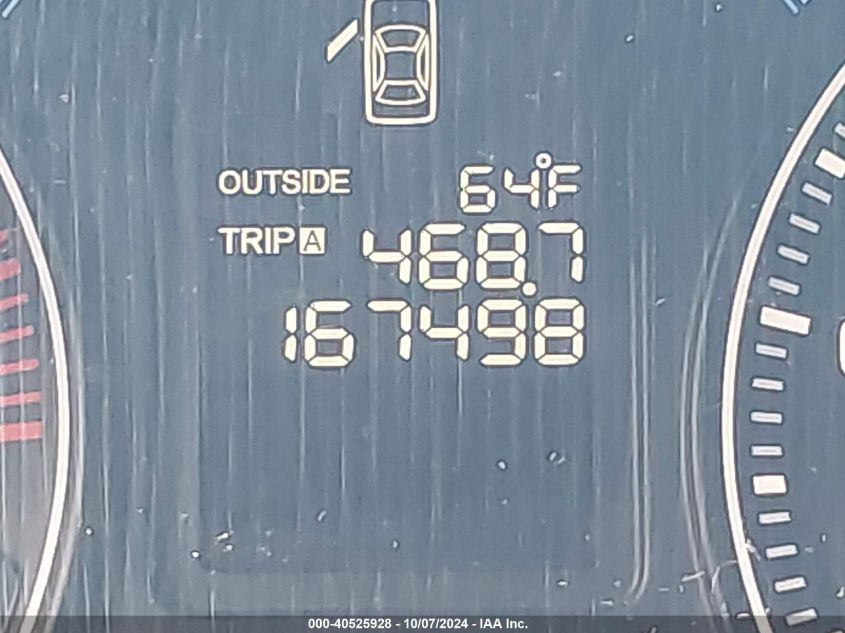 OUTSIDE 64°F
TRIP A 468.7
167498
000-40525928 - 10/07/2024 - IAA Inc.